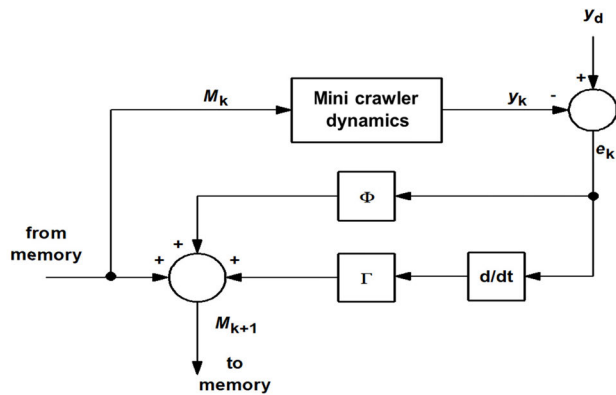 y_d
M_k
Mini crawler
dynamics
y_k
-
+
e_k
Φ
from
memory
+
+
+
Γ
d/dt
M_k+1
to
memory